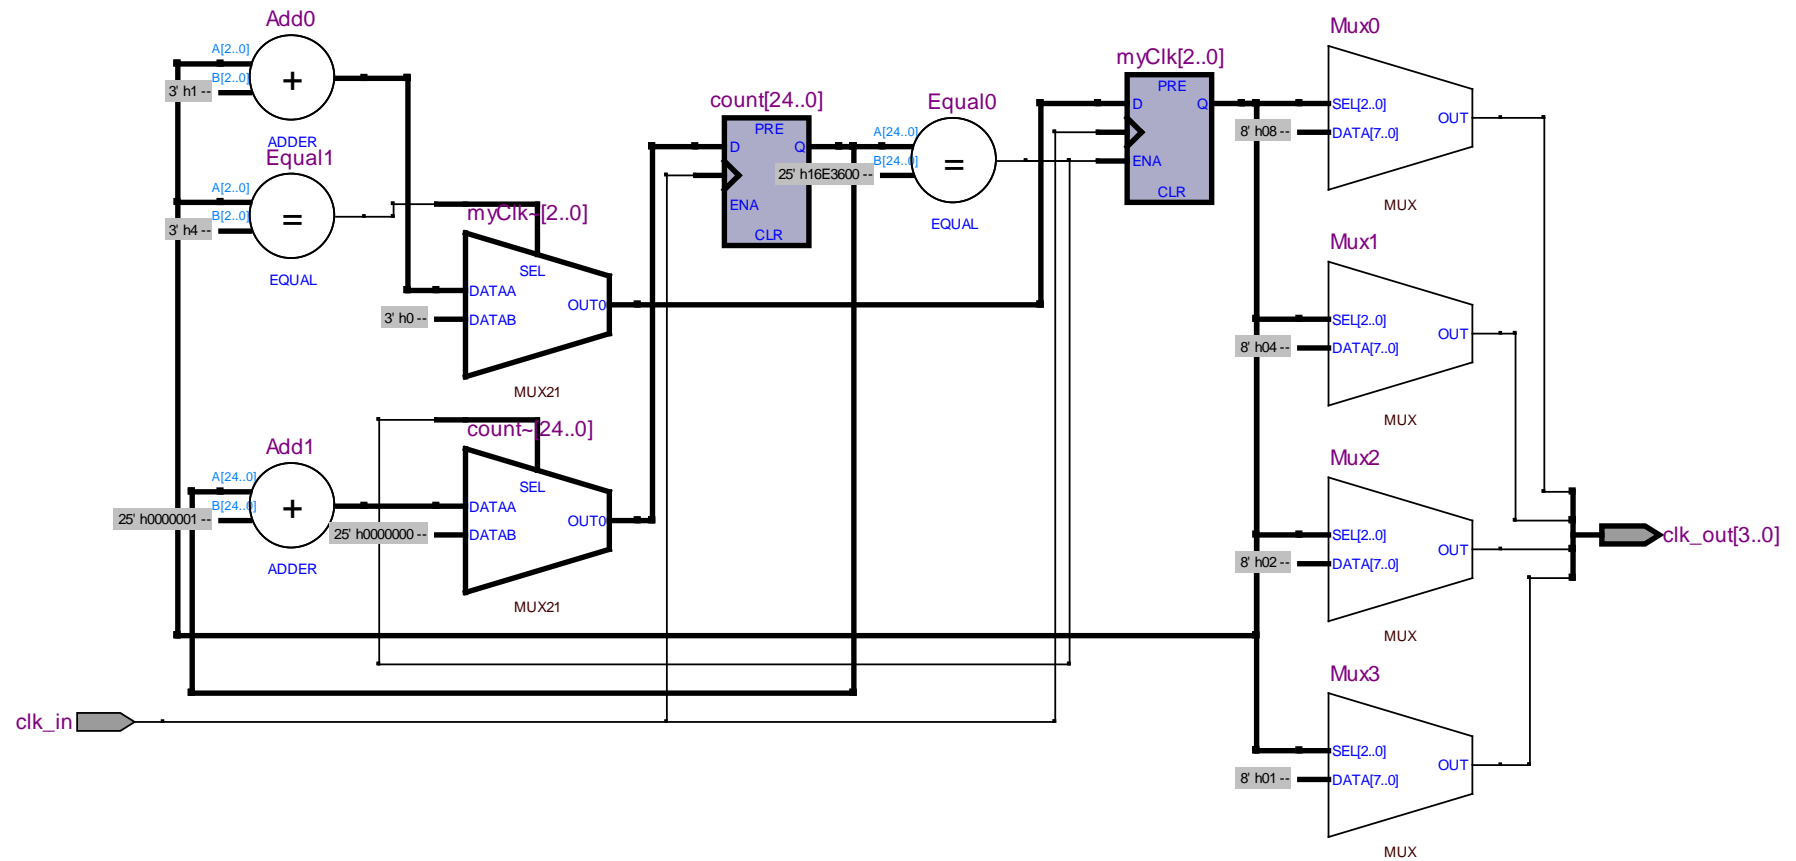 Add0
A[2..0]
B[2..0]
3' h1 --
+
ADDER
Equal1
A[2..0]
B[2..0]
3' h4 --
=
EQUAL
myClk~[2..0]
SEL
DATAA
DATAB
OUT0
3' h0 --
MUX21
count~[24..0]
SEL
DATAA
DATAB
OUT0
25' h0000000 --
MUX21
Add1
A[24..0]
B[24..0]
25' h0000001 --
+
ADDER
clk_in
count[24..0]
PRE
D
Q
ENA
CLR
Equal0
A[24..0]
B[24..0]
25' h16E3600 --
=
EQUAL
myClk[2..0]
PRE
D
Q
ENA
CLR
Mux0
SEL[2..0]
8' h08 --
DATA[7..0]
OUT
MUX
Mux1
SEL[2..0]
8' h04 --
DATA[7..0]
OUT
MUX
Mux2
SEL[2..0]
8' h02 --
DATA[7..0]
OUT
MUX
Mux3
SEL[2..0]
8' h01 --
DATA[7..0]
OUT
MUX
clk_out[3..0]